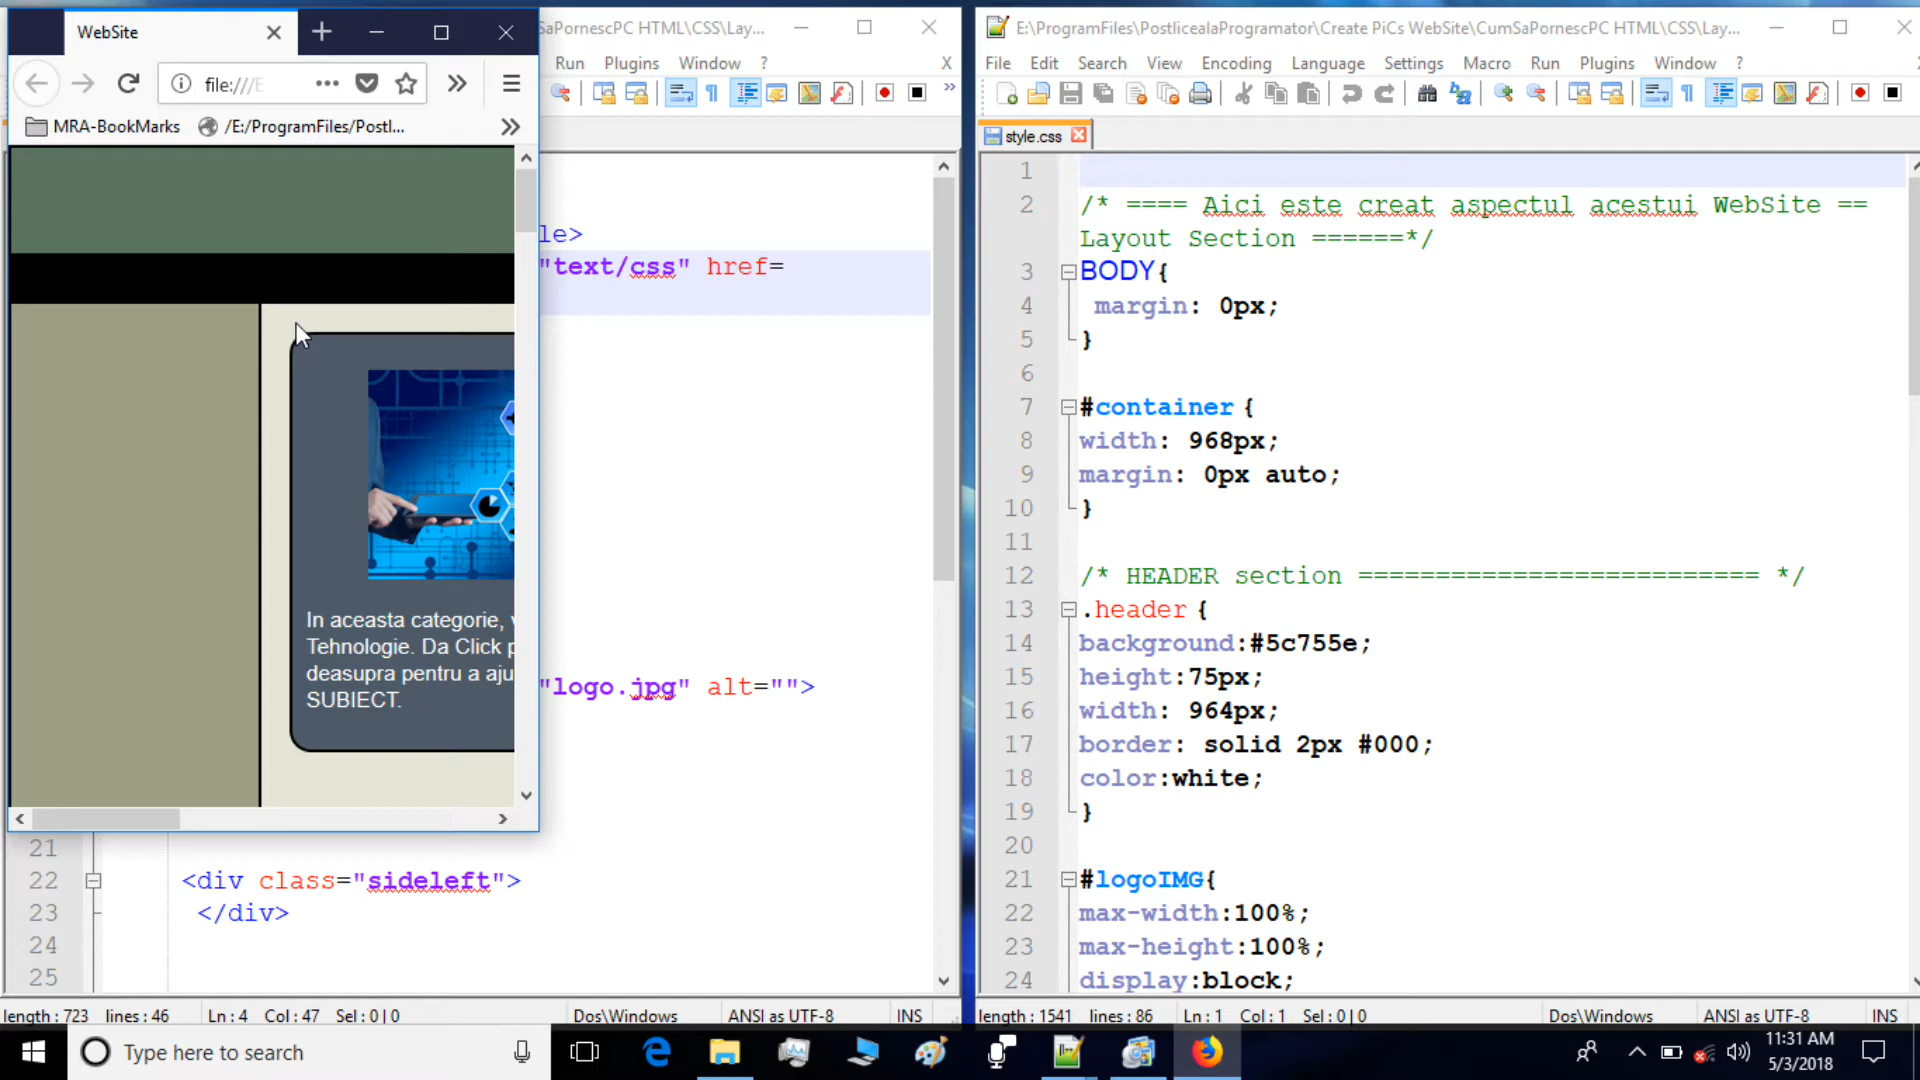 WebSite
file:///E
MRA-BookMarks
/E:/ProgramFiles/Postl...
In aceasta categorie,
Tehnologie. Da Click
deasupra pentru a aju
SUBIECT.
SaPornescPC HTML\CSS\Lay...
Run Plugins Window ? X
le>
"text/css" href=
"logo.jpg" alt="">
21
22 <div class="sideleft">
23 </div>
24
25
length : 723 lines : 46 Ln : 4 Col : 47 Sel : 0 | 0 Dos\Windows ANSI as UTF-8 INS
E:\ProgramFiles\PostlicealaProgramator\Create PiCs WebSite\CumSaPornescPC HTML\CSS\Lay...
File Edit Search View Encoding Language Settings Macro Run Plugins Window ?
style.css
1
2 /* ==== Aici este creat aspectul acestui WebSite ==
Layout Section ======*/
3 BODY{
4 margin: 0px;
5 }
6
7 #container {
8 width: 968px;
9 margin: 0px auto;
10 }
11
12 /* HEADER section ========================== */
13 .header {
14 background:#5c755e;
15 height:75px;
16 width: 964px;
17 border: solid 2px #000;
18 color:white;
19 }
20
21 #logoIMG{
22 max-width:100%;
23 max-height:100%;
24 display:block;
length : 1541 lines : 86 Ln : 1 Col : 1 Sel : 0 | 0 Dos\Windows ANSI as UTF-8 INS
Type here to search
11:31 AM
5/3/2018